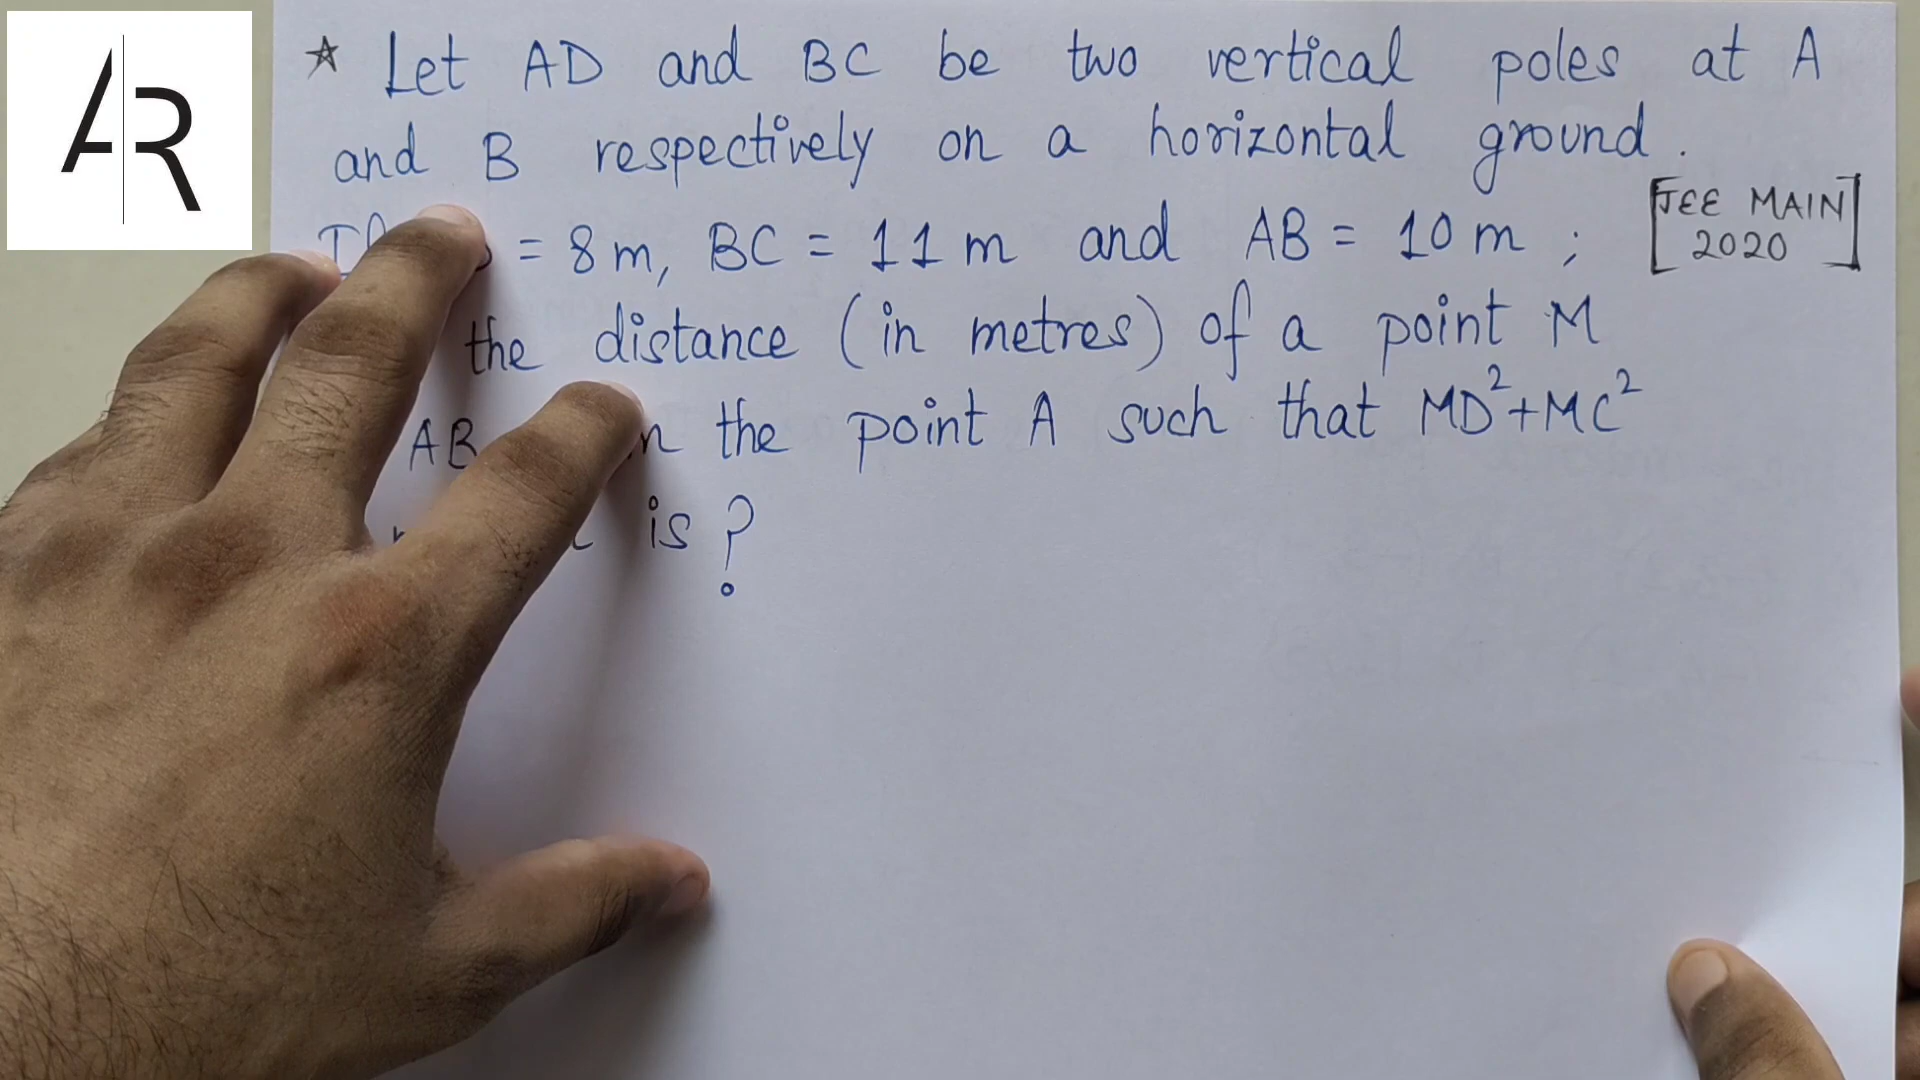 AR
☆ Let AD and BC be two vertical poles at A
and B respectively on a horizontal ground.
= 8 m, BC = 11 m and AB = 10 m ;
[JEE MAIN
2020]
the distance (in metres) of a point M
AB the point A such that MD²+MC²
is ?